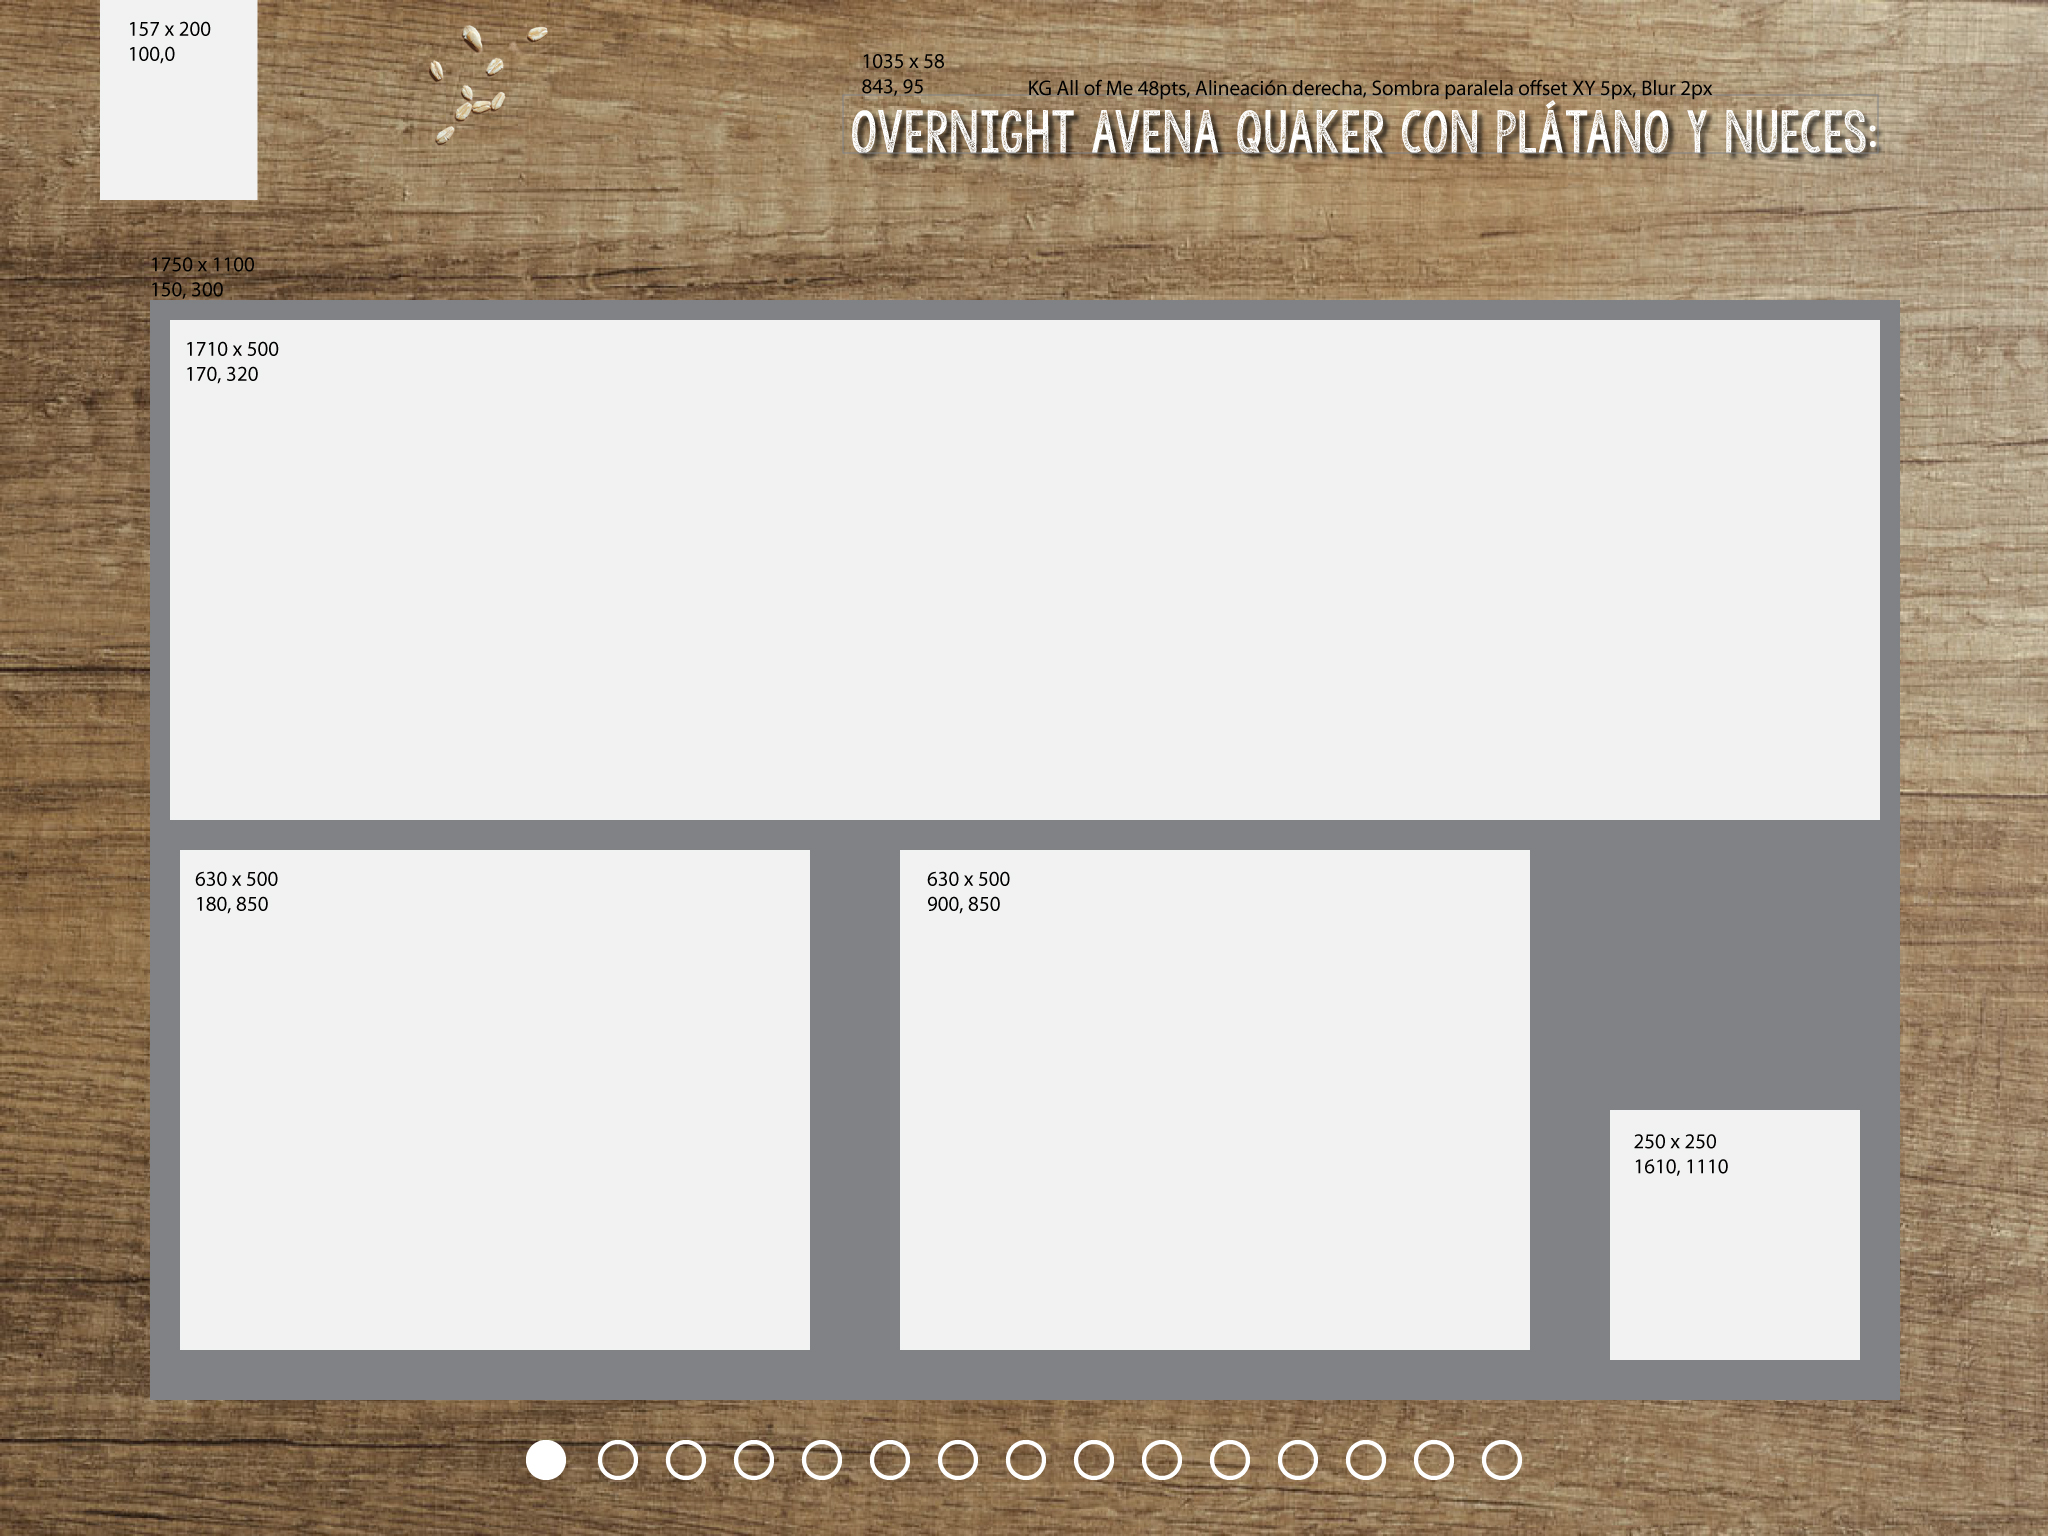 157 x 200
100,0
1035 x 58
843, 95
KG All of Me 48pts, Alineación derecha, Sombra paralela offset XY 5px, Blur 2px
OVERNIGHT AVENA QUAKER CON PLÁTANO Y NUECES:
1750 x 1100
150, 300
1710 x 500
170, 320
630 x 500
180, 850
630 x 500
900, 850
250 x 250
1610, 1110